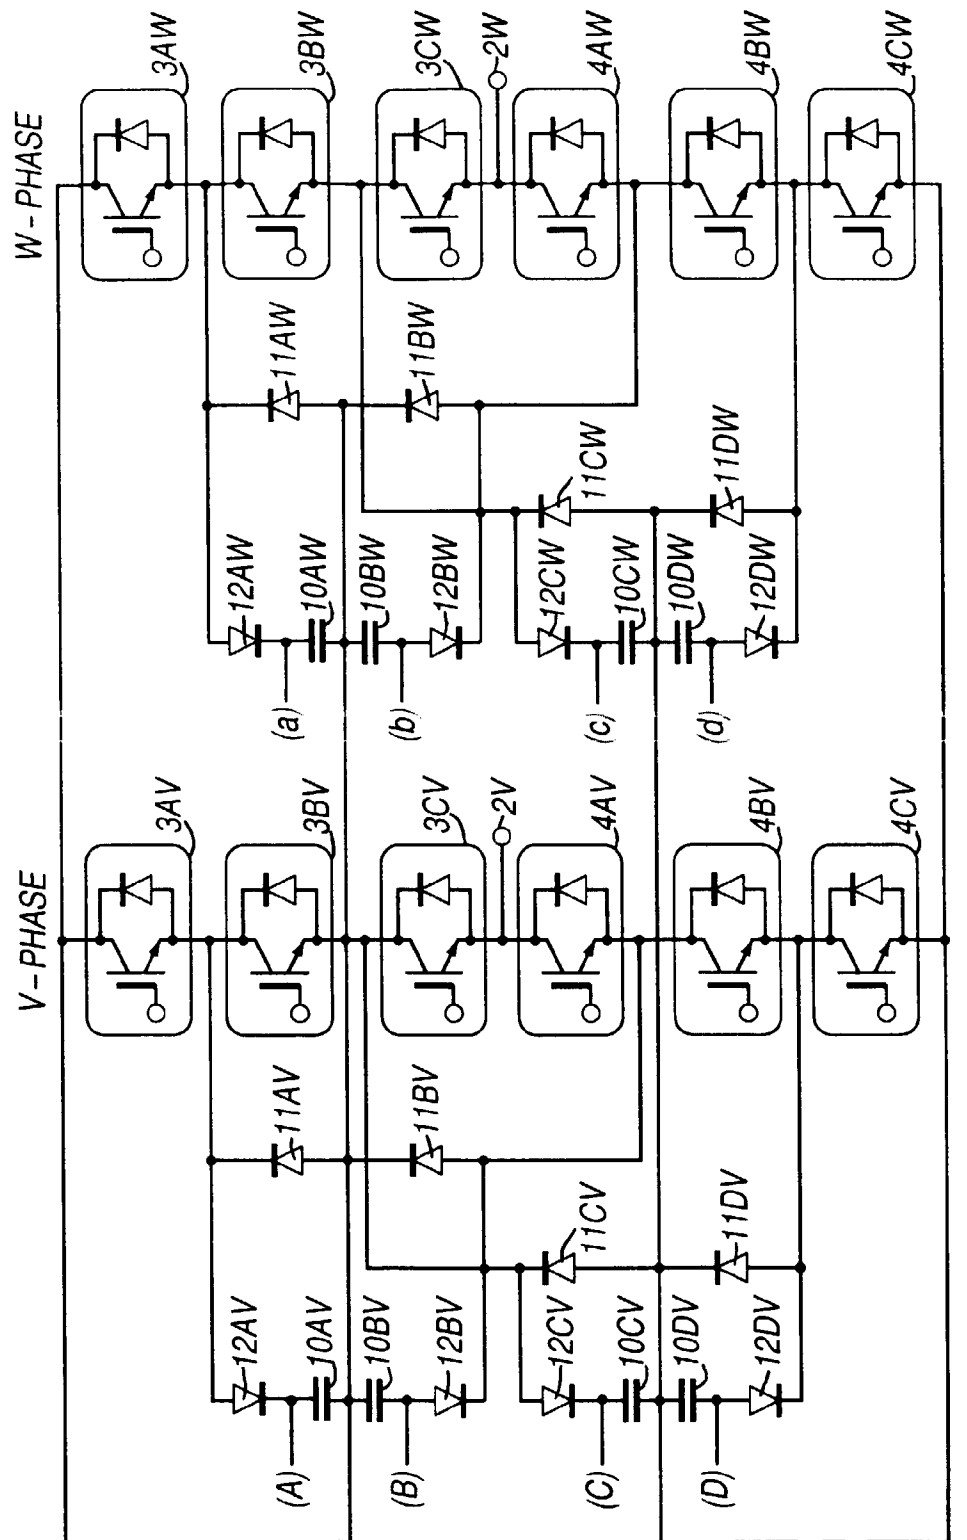 V-PHASE
W-PHASE
3AV
3BV
3CV
2V
4AV
4BV
4CV
11AV
11BV
11CV
11DV
12AV
10AV
10BV
12BV
12CV
10CV
10DV
12DV
(A)
(B)
(C)
(D)
3AW
3BW
3CW
2W
4AW
4BW
4CW
11AW
11BW
11CW
11DW
12AW
10AW
10BW
12BW
12CW
10CW
10DW
12DW
(a)
(b)
(c)
(d)